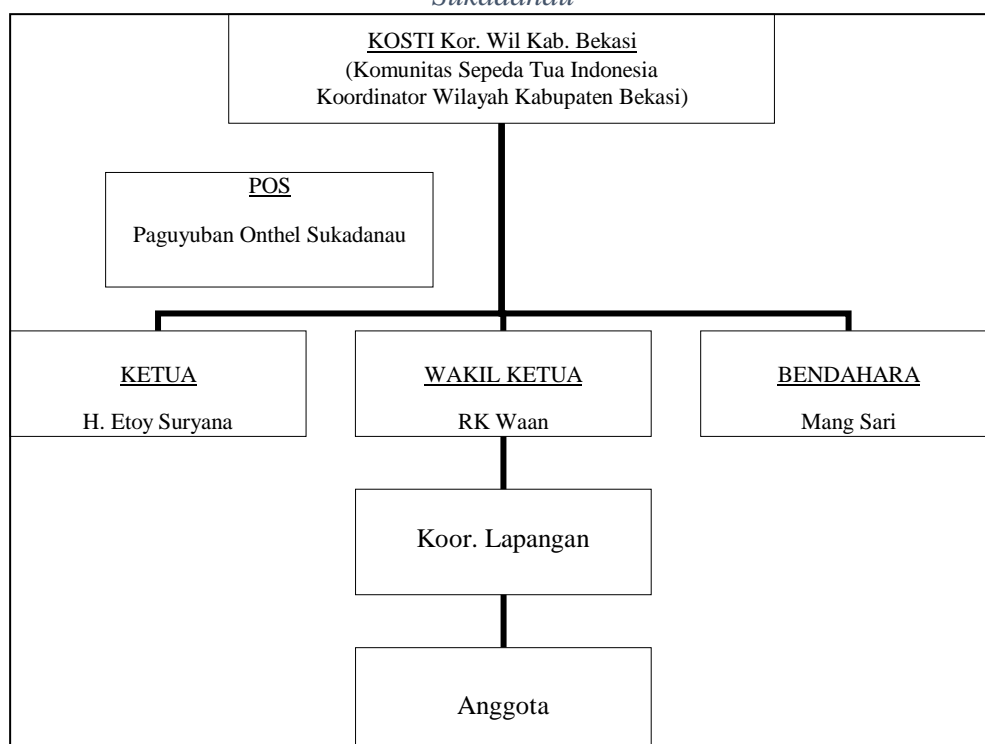 Sukadanau
KOSTI Kor. Wil Kab. Bekasi
(Komunitas Sepeda Tua Indonesia
Koordinator Wilayah Kabupaten Bekasi)
POS
Paguyuban Onthel Sukadanau
KETUA
H. Etoy Suryana
WAKIL KETUA
RK Waan
BENDAHARA
Mang Sari
Koor. Lapangan
Anggota